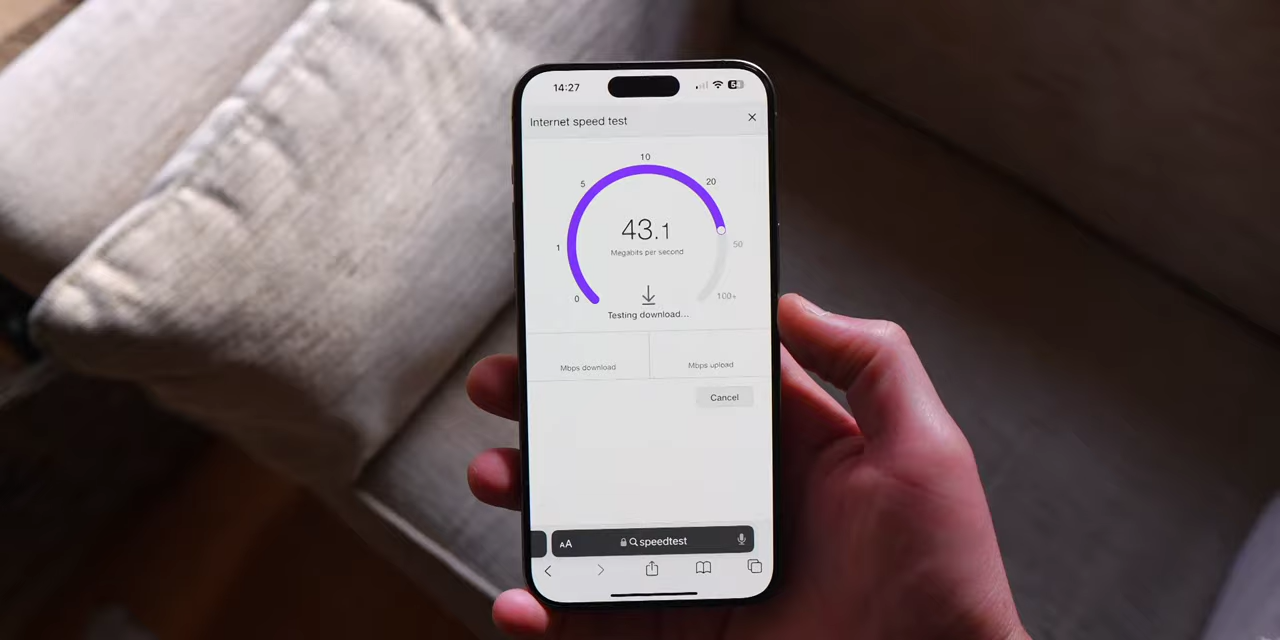 14:27
Internet speed test
10
5
20
43.1
1
50
Megabits per second
0
100+
Testing download...
Mbps download
Mbps upload
Cancel
AA
speedtest